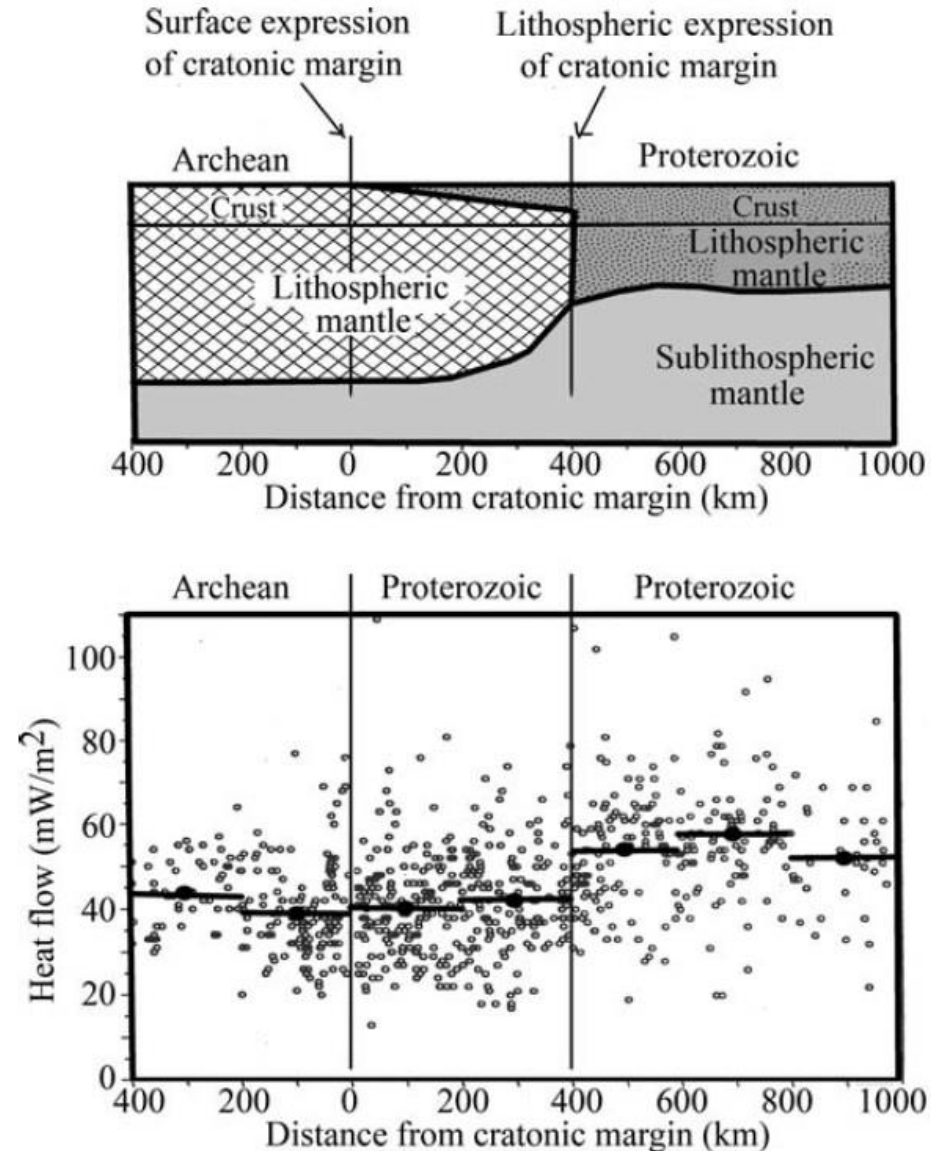 Surface expression
of cratonic margin
Lithospheric expression
of cratonic margin
Archean
Proterozoic
Crust
Crust
Lithospheric
mantle
Lithospheric
mantle
Sublithospheric
mantle
400 200 0 200 400 600 800 1000
Distance from cratonic margin (km)
Archean Proterozoic Proterozoic
Heat flow (mW/m²)
100
80
60
40
20
0
400 200 0 200 400 600 800 1000
Distance from cratonic margin (km)